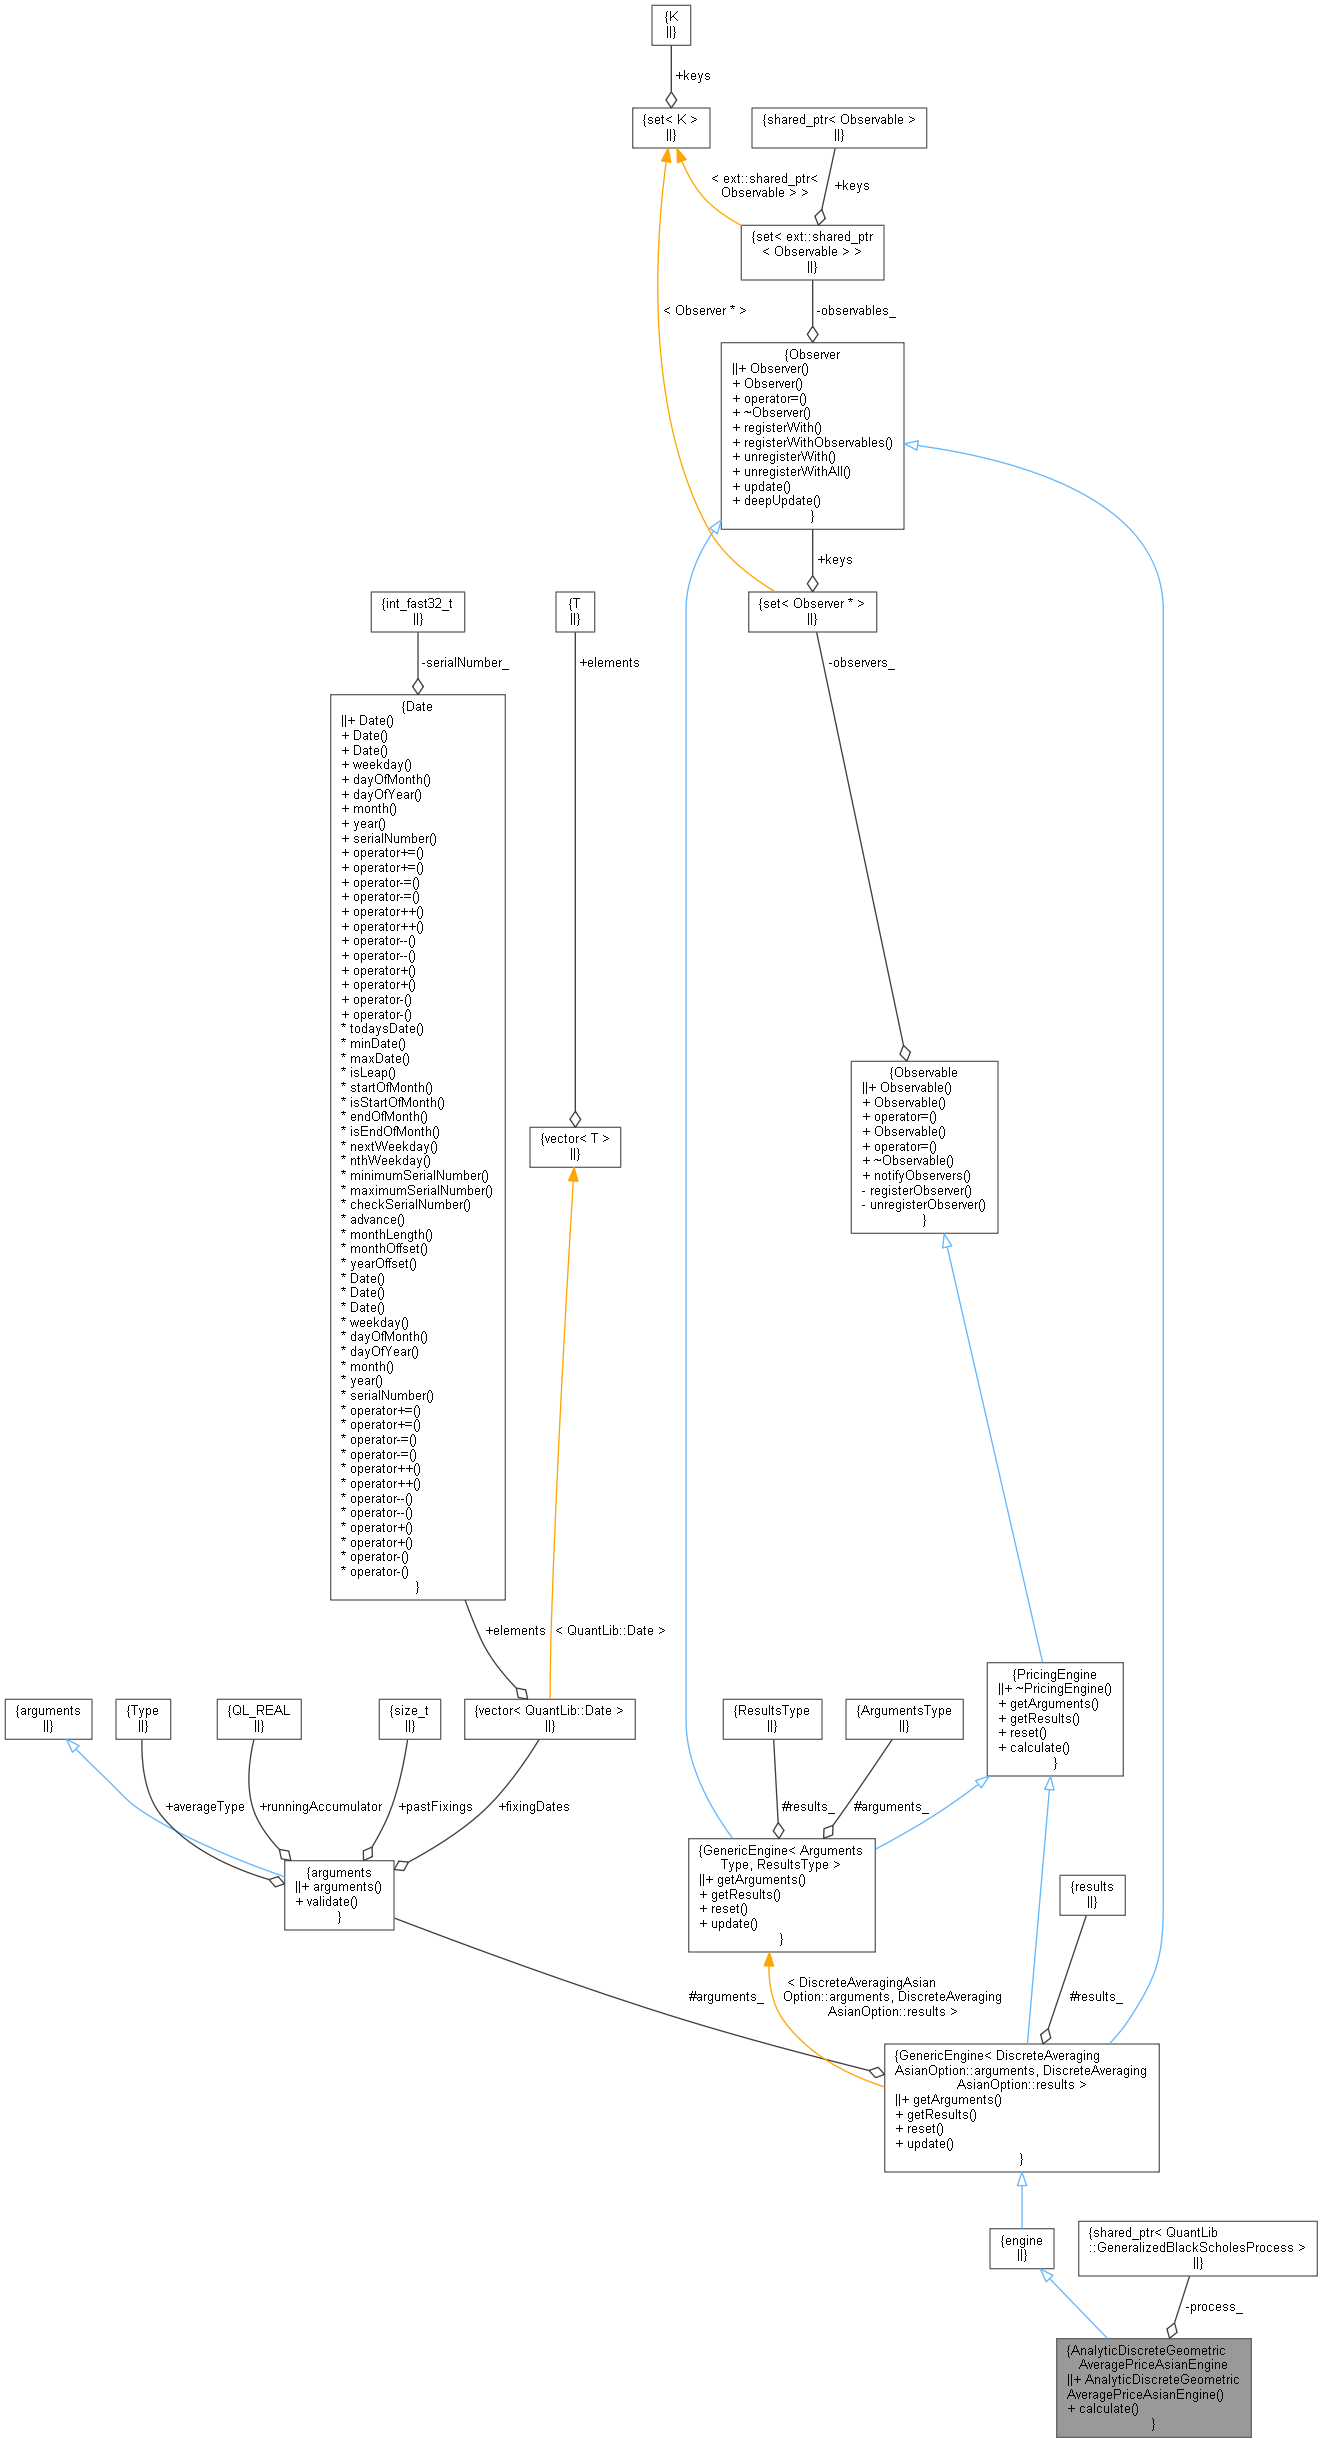 {K
||}
+keys
{set< K >
||}
{shared_ptr< Observable >
||}
< ext::shared_ptr<
Observable > >
+keys
{set< ext::shared_ptr
< Observable > >
||}
< Observer * >
-observables_
{Observer
||+ Observer()
+ Observer()
+ operator=()
+ ~Observer()
+ registerWith()
+ registerWithObservables()
+ unregisterWith()
+ unregisterWithAll()
+ update()
+ deepUpdate()
}
+keys
{int_fast32_t
||}
{T
||}
{set< Observer * >
||}
-serialNumber_
+elements
-observers_
{Date
||+ Date()
+ Date()
+ Date()
+ weekday()
+ dayOfMonth()
+ dayOfYear()
+ month()
+ year()
+ serialNumber()
+ operator+=()
+ operator+=()
+ operator-=()
+ operator-=()
+ operator++()
+ operator++()
+ operator--()
+ operator--()
+ operator+()
+ operator+()
+ operator-()
+ operator-()
* todaysDate()
* minDate()
* maxDate()
* isLeap()
* startOfMonth()
* isStartOfMonth()
* endOfMonth()
* isEndOfMonth()
* nextWeekday()
* nthWeekday()
* minimumSerialNumber()
* maximumSerialNumber()
* checkSerialNumber()
* advance()
* monthLength()
* monthOffset()
* yearOffset()
* Date()
* Date()
* Date()
* weekday()
* dayOfMonth()
* dayOfYear()
* month()
* year()
* serialNumber()
* operator+=()
* operator+=()
* operator-=()
* operator-=()
* operator++()
* operator++()
* operator--()
* operator--()
* operator+()
* operator+()
* operator-()
* operator-()
}
{vector< T >
||}
{Observable
||+ Observable()
+ Observable()
+ operator=()
+ Observable()
+ operator=()
+ ~Observable()
+ notifyObservers()
- registerObserver()
- unregisterObserver()
}
+elements
< QuantLib::Date >
{arguments
||}
{Type
||}
{QL_REAL
||}
{size_t
||}
{vector< QuantLib::Date >
||}
{ResultsType
||}
{ArgumentsType
||}
{PricingEngine
||+ ~PricingEngine()
+ getArguments()
+ getResults()
+ reset()
+ calculate()
}
+averageType
+runningAccumulator
+pastFixings
+fixingDates
#results_
#arguments_
{arguments
||+ arguments()
+ validate()
}
{GenericEngine< Arguments
Type, ResultsType >
||+ getArguments()
+ getResults()
+ reset()
+ update()
}
{results
||}
#arguments_
< DiscreteAveragingAsian
Option::arguments, DiscreteAveraging
AsianOption::results >
#results_
{GenericEngine< DiscreteAveraging
AsianOption::arguments, DiscreteAveraging
AsianOption::results >
||+ getArguments()
+ getResults()
+ reset()
+ update()
}
{engine
||}
{shared_ptr< QuantLib
::GeneralizedBlackScholesProcess >
||}
-process_
{AnalyticDiscreteGeometric
AveragePriceAsianEngine
||+ AnalyticDiscreteGeometric
AveragePriceAsianEngine()
+ calculate()
}